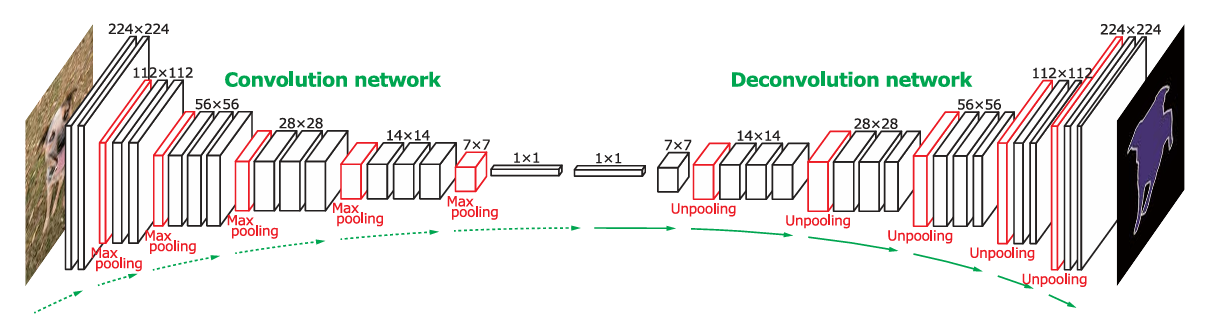 224×224
112×112
56×56
28×28
14×14
7×7
1×1
1×1
7×7
14×14
28×28
56×56
112×112
224×224
Convolution network
Deconvolution network
Max
pooling
Max
pooling
Max
pooling
Max
pooling
Max
pooling
Unpooling
Unpooling
Unpooling
Unpooling
Unpooling